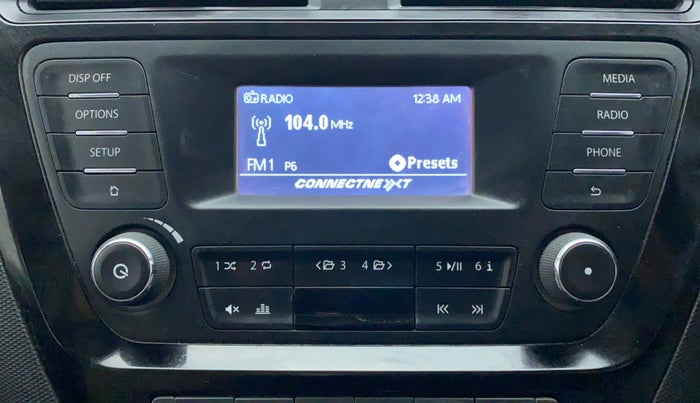 DISP OFF
OPTIONS
SETUP
RADIO 12:38 AM
104.0 MHz
FM1 P6 Presets
CONNECTNEXT
MEDIA
RADIO
PHONE
1 2 3 4 5 6 i